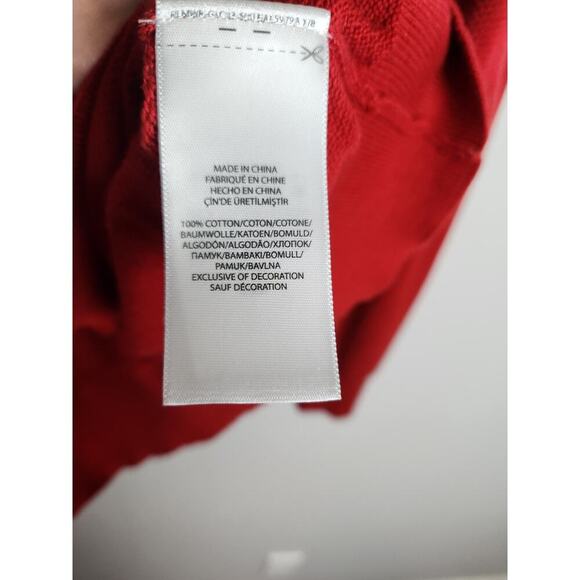 MADE IN CHINA
FABRIQUÉ EN CHINE
HECHO EN CHINA
ÇİN'DE ÜRETİLMİŞTİR
100% COTTON/COTON/COTONE/
BAUMWOLLE/KATOEN/BOMULD/
ALGODÓN/ALGODÃO/ХЛОПОК/
ПАМУК/BAMBAKI/BOMULL/
PAMUK/BAVLNA
EXCLUSIVE OF DECORATION
SAUF DÉCORATION